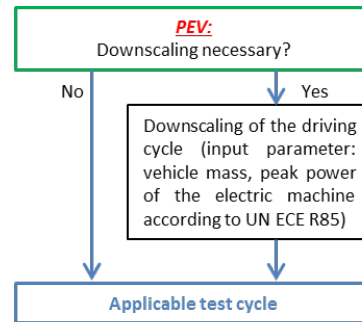 PEV:
Downscaling necessary?
No
Yes
Downscaling of the driving
cycle (input parameter:
vehicle mass, peak power
of the electric machine
according to UN ECE R85)
Applicable test cycle